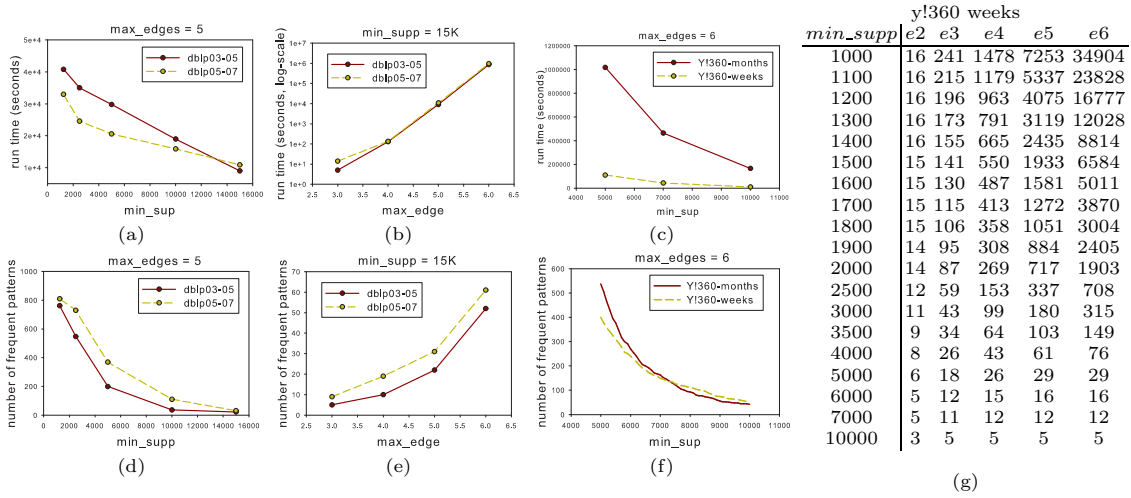 max_edges = 5
run time (seconds)
5e+4
4e+4
3e+4
2e+4
1e+4
dblp03-05
dblp05-07
0 2000 4000 6000 8000 10000 12000 14000 16000
min_sup
(a)
min_supp = 15K
run time (seconds, log-scale)
1e+7
1e+6
1e+5
1e+4
1e+3
1e+2
1e+1
1e+0
dblp03-05
dblp05-07
2.5 3.0 3.5 4.0 4.5 5.0 5.5 6.0 6.5
max_edge
(b)
max_edges = 6
run time (seconds)
1200000
1000000
800000
600000
400000
200000
0
Y!360-months
Y!360-weeks
4000 5000 6000 7000 8000 9000 10000 11000
min_sup
(c)
max_edges = 5
number of frequent patterns
1000
800
600
400
200
0
dblp03-05
dblp05-07
0 2000 4000 6000 8000 10000 12000 14000 16000
min_supp
(d)
min_supp = 15K
number of frequent patterns
70
60
50
40
30
20
10
0
dblp03-05
dblp05-07
2.5 3.0 3.5 4.0 4.5 5.0 5.5 6.0 6.5
max_edge
(e)
max_edges = 6
number of frequent patterns
600
500
400
300
200
100
0
Y!360-months
Y!360-weeks
4000 5000 6000 7000 8000 9000 10000 11000
min_sup
(f)
y!360 weeks
min_supp e2 e3 e4 e5 e6
1000 16 241 1478 7253 34904
1100 16 215 1179 5337 23828
1200 16 196 963 4075 16777
1300 16 173 791 3119 12028
1400 16 155 665 2435 8814
1500 15 141 550 1933 6584
1600 15 130 487 1581 5011
1700 15 115 413 1272 3870
1800 15 106 358 1051 3004
1900 14 95 308 884 2405
2000 14 87 269 717 1903
2500 12 59 153 337 708
3000 11 43 99 180 315
3500 9 34 64 103 149
4000 8 26 43 61 76
5000 6 18 26 29 29
6000 5 12 15 16 16
7000 5 11 12 12 12
10000 3 5 5 5 5
(g)